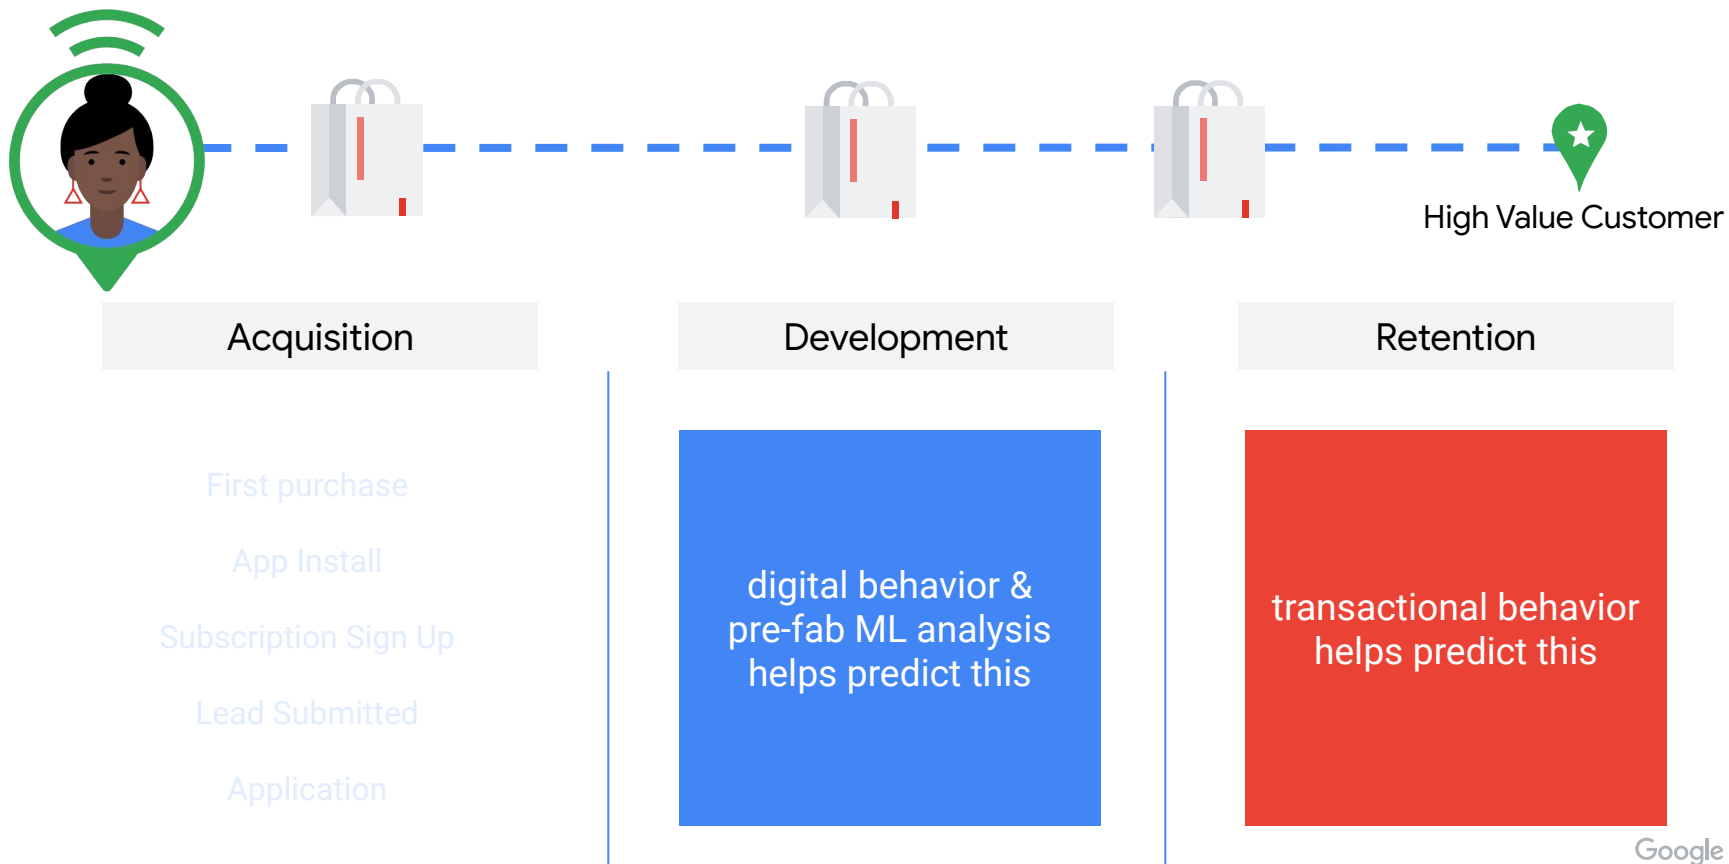 High Value Customer
Acquisition
Development
Retention
First purchase
App Install
Subscription Sign Up
Lead Submitted
Application
digital behavior &
pre-fab ML analysis
helps predict this
transactional behavior
helps predict this
Google